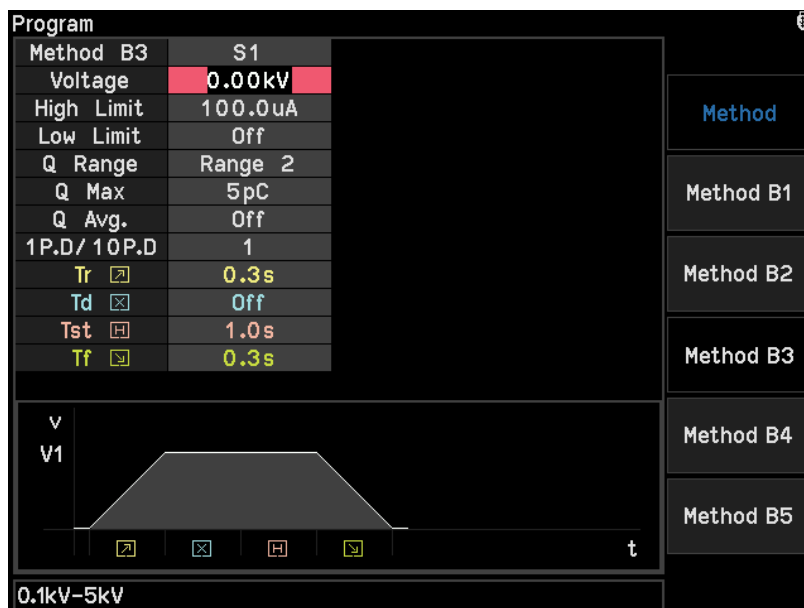 Program
Method B3 S1
Voltage 0.00kV
High Limit 100.0uA
Low Limit Off
Q Range Range 2
Q Max 5pC
Q Avg. Off
1P.D/10P.D 1
Tr 0.3s
Td Off
Tst H 1.0s
Tf 0.3s
V
V1
H
t
0.1kV-5kV
Method
Method B1
Method B2
Method B3
Method B4
Method B5